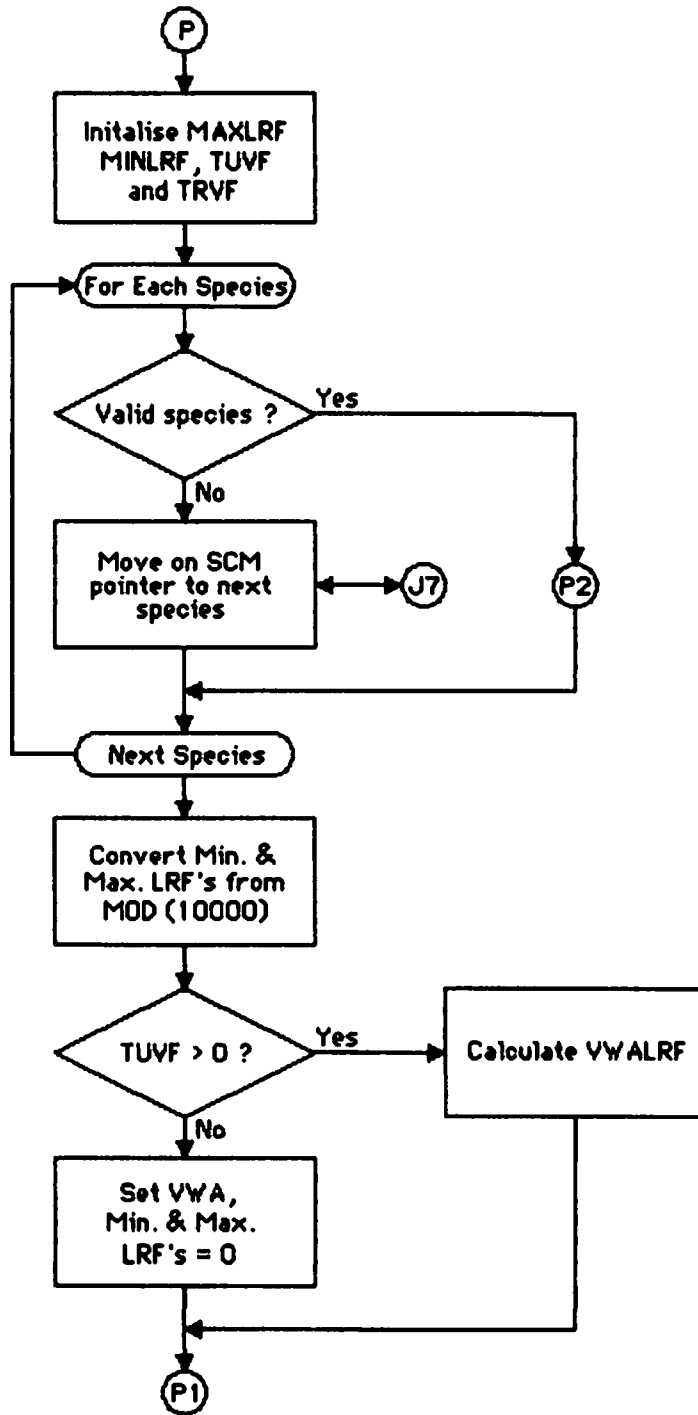 P
Initalise MAXLRF
MINLRF, TUVF
and TRVF
For Each Species
Valid species ?
Yes
No
Move on SCM
pointer to next
species
J7
P2
Next Species
Convert Min. &
Max. LRF's from
MOD (10000)
TUVF > 0 ?
Yes
Calculate VWALRF
No
Set VWA,
Min. & Max.
LRF's = 0
P1